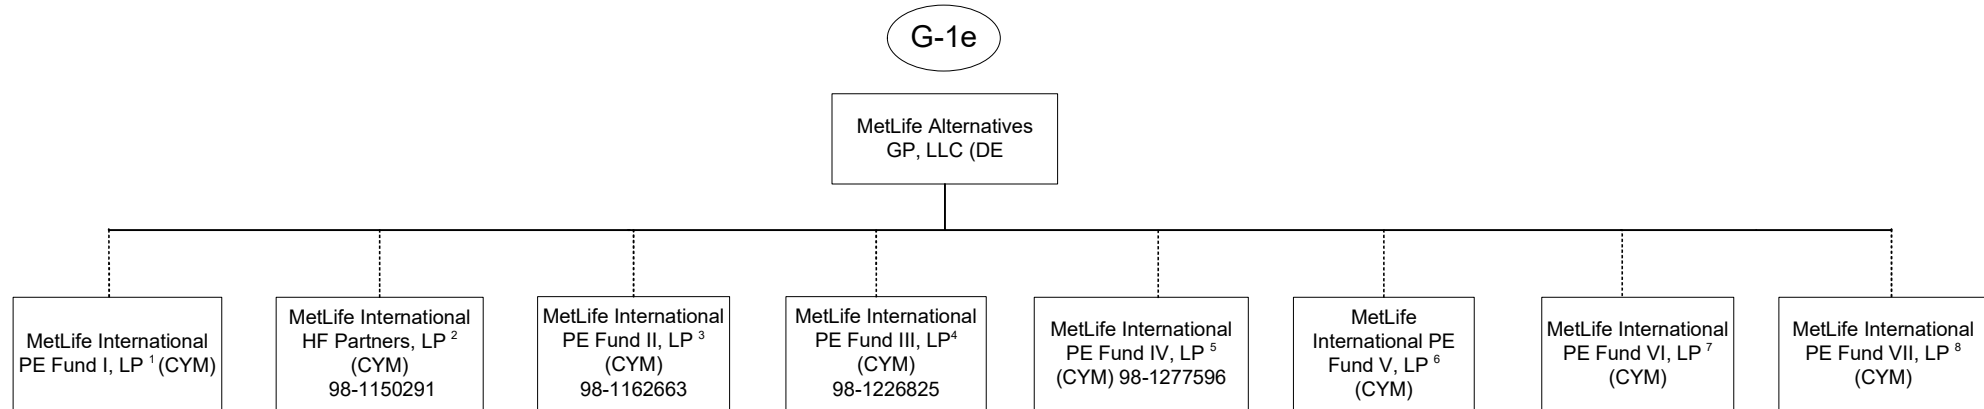 G-1e
MetLife Alternatives
GP, LLC (DE
MetLife International
PE Fund I, LP 1 (CYM)
MetLife International
HF Partners, LP 2
(CYM)
98-1150291
MetLife International
PE Fund II, LP 3
(CYM)
98-1162663
MetLife International
PE Fund III, LP4
(CYM)
98-1226825
MetLife International
PE Fund IV, LP 5
(CYM) 98-1277596
MetLife
International PE
Fund V, LP 6
(CYM)
MetLife International
PE Fund VI, LP 7
(CYM)
MetLife International
PE Fund VII, LP 8
(CYM)